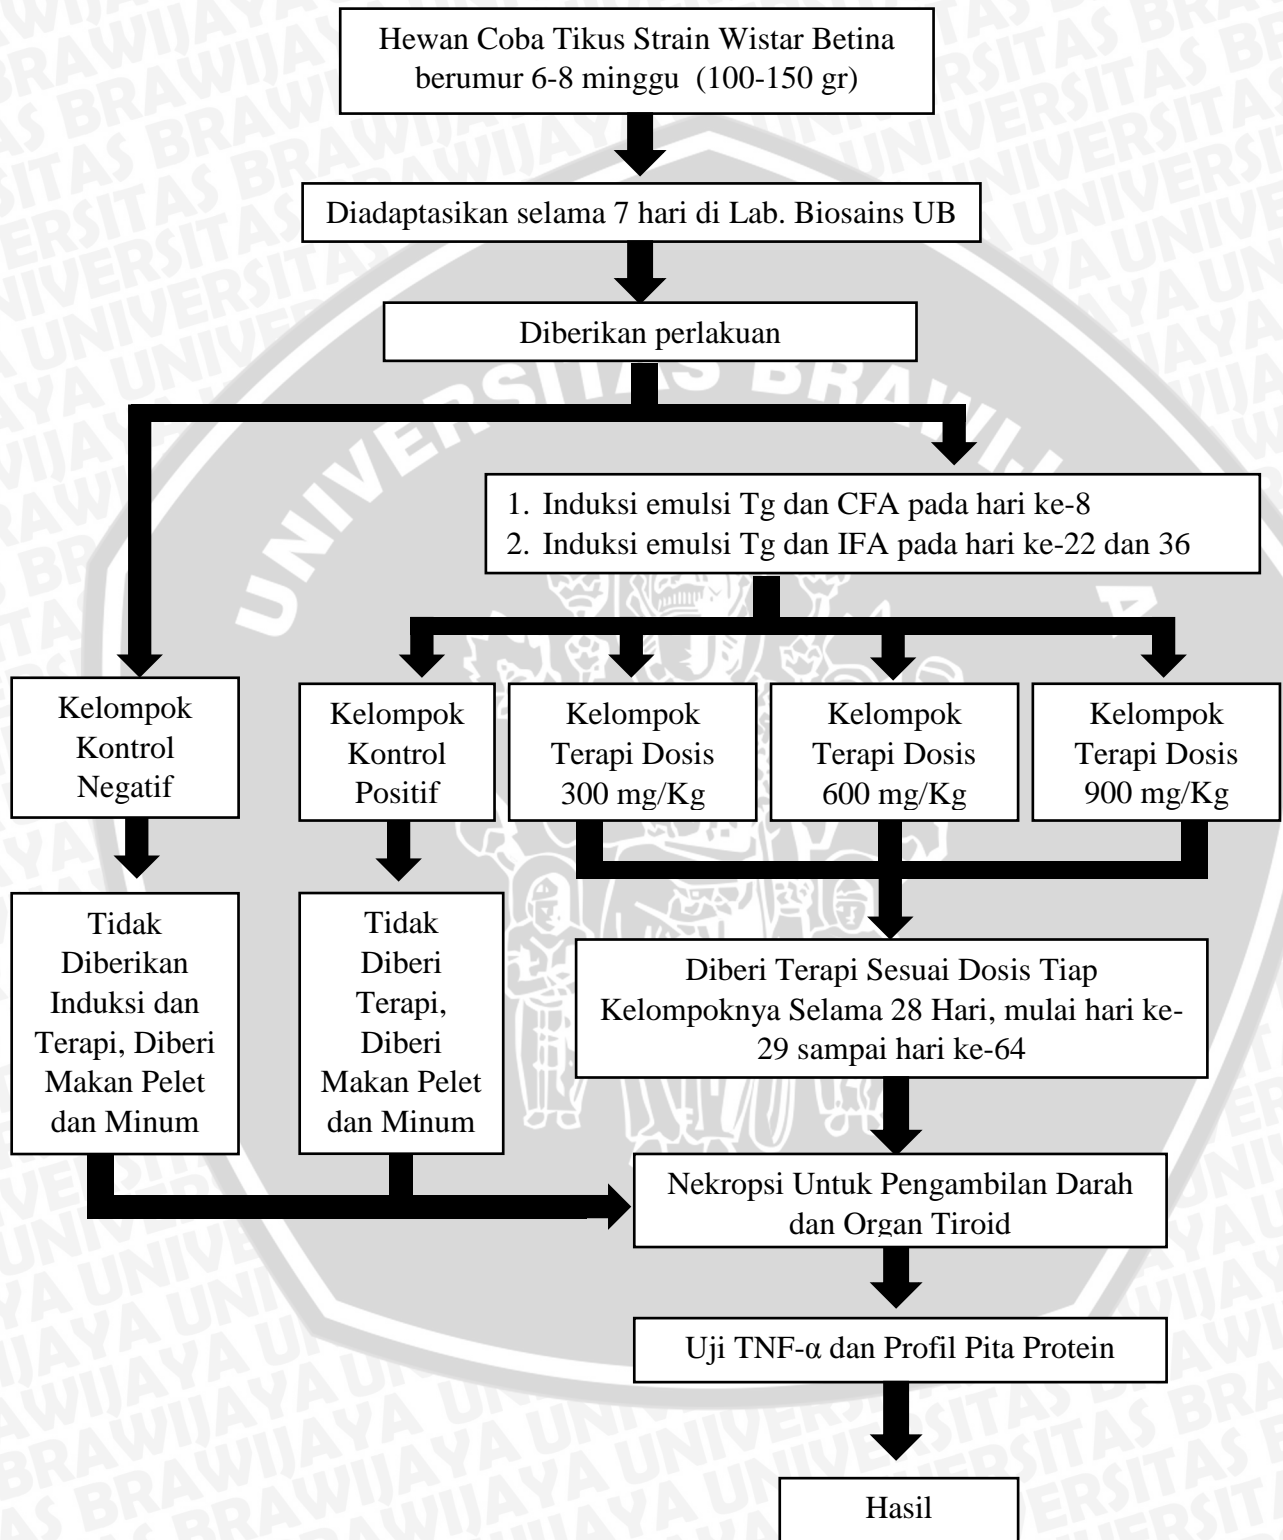 Hewan Coba Tikus Strain Wistar Betina
berumur 6-8 minggu (100-150 gr)
Diadaptasikan selama 7 hari di Lab. Biosains UB
Diberikan perlakuan
UNIVERSITAS BRAWIJAYA
1. Induksi emulsi Tg dan CFA pada hari ke-8
2. Induksi emulsi Tg dan IFA pada hari ke-22 dan 36
Kelompok
Kontrol
Negatif
Kelompok
Kontrol
Positif
Kelompok
Terapi Dosis
300 mg/Kg
Kelompok
Terapi Dosis
600 mg/Kg
Kelompok
Terapi Dosis
900 mg/Kg
Tidak
Diberikan
Induksi dan
Terapi, Diberi
Makan Pelet
dan Minum
Tidak
Diberi
Terapi,
Diberi
Makan Pelet
dan Minum
Diberi Terapi Sesuai Dosis Tiap
Kelompoknya Selama 28 Hari, mulai hari ke-
29 sampai hari ke-64
Nekropsi Untuk Pengambilan Darah
dan Organ Tiroid
Uji TNF-α dan Profil Pita Protein
Hasil